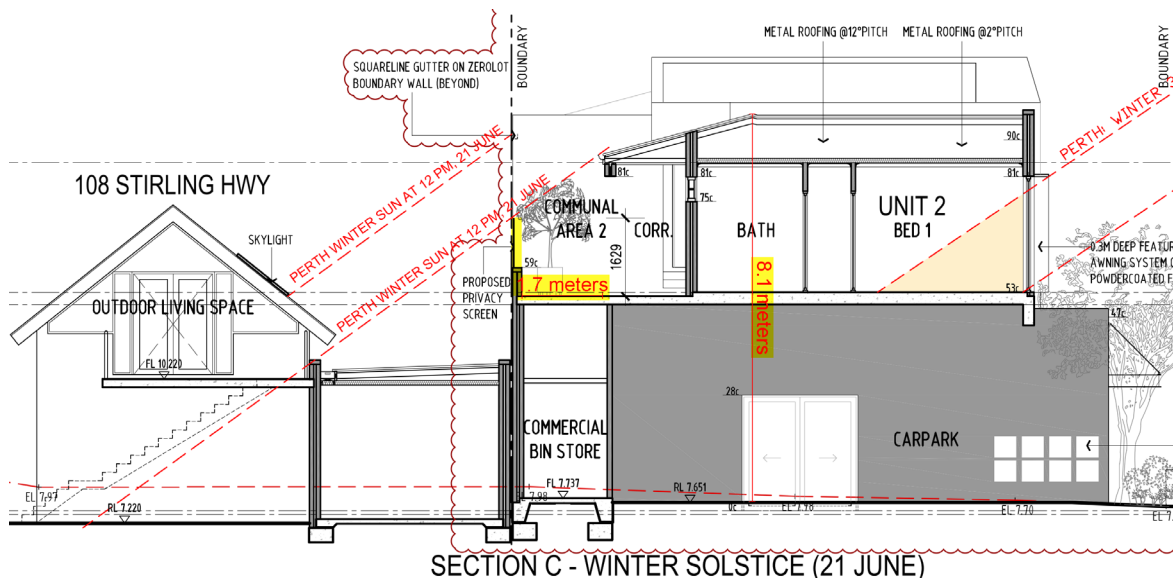 METAL ROOFING @12°PITCH
METAL ROOFING @2°PITCH
BOUNDARY
BOUNDARY
SQUARELINE GUTTER ON ZEROLOT
BOUNDARY WALL (BEYOND)
PERTH WINTER SUN AT 12 PM, 21 JUNE
PERTH WINTER SUN AT 12 PM, 21 JUNE
PERTH: WINTER
108 STIRLING HWY
SKYLIGHT
OUTDOOR LIVING SPACE
FL 10.220
PROPOSED
PRIVACY
SCREEN
COMMUNAL
AREA 2
CORR.
BATH
UNIT 2
BED 1
90c
81c
81c
81c
75c
59c
53c
47c
1629
1.7 meters
8.1 meters
0.3M DEEP FEATUR
AWNING SYSTEM
POWDERCOATED F
28c
COMMERCIAL
BIN STORE
CARPARK
EL 7.97
RL 7.220
7.98
FL 7.737
RL 7.651
0c
EL 7.70
SECTION C - WINTER SOLSTICE (21 JUNE)